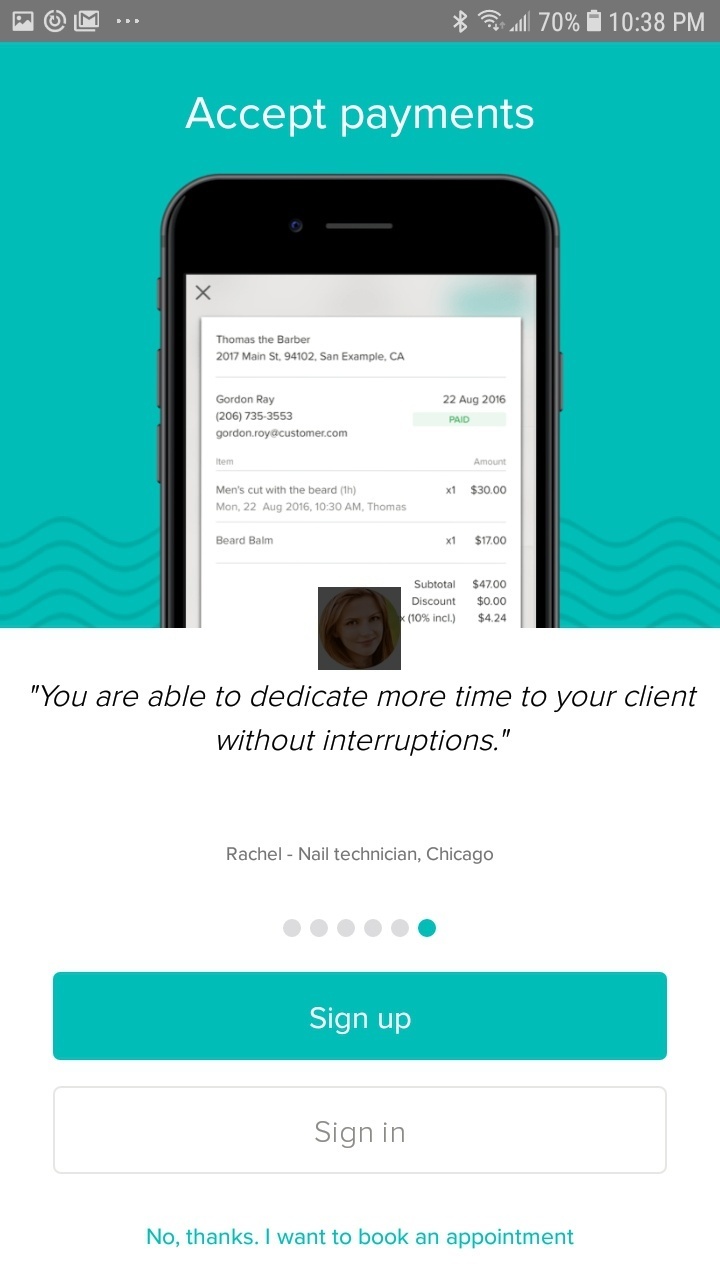 70% 10:38 PM
Accept payments
Thomas the Barber
2017 Main St, 94102, San Example, CA
Gordon Ray 22 Aug 2016
(206) 735-3553 PAID
gordon.roy@customer.com
Item Amount
Men's cut with the beard (1h) x1 $30.00
Mon, 22 Aug 2016, 10:30 AM, Thomas
Beard Balm x1 $17.00
Subtotal $47.00
Discount $0.00
x (10% incl.) $4.24
"You are able to dedicate more time to your client
without interruptions."
Rachel - Nail technician, Chicago
Sign up
Sign in
No, thanks. I want to book an appointment